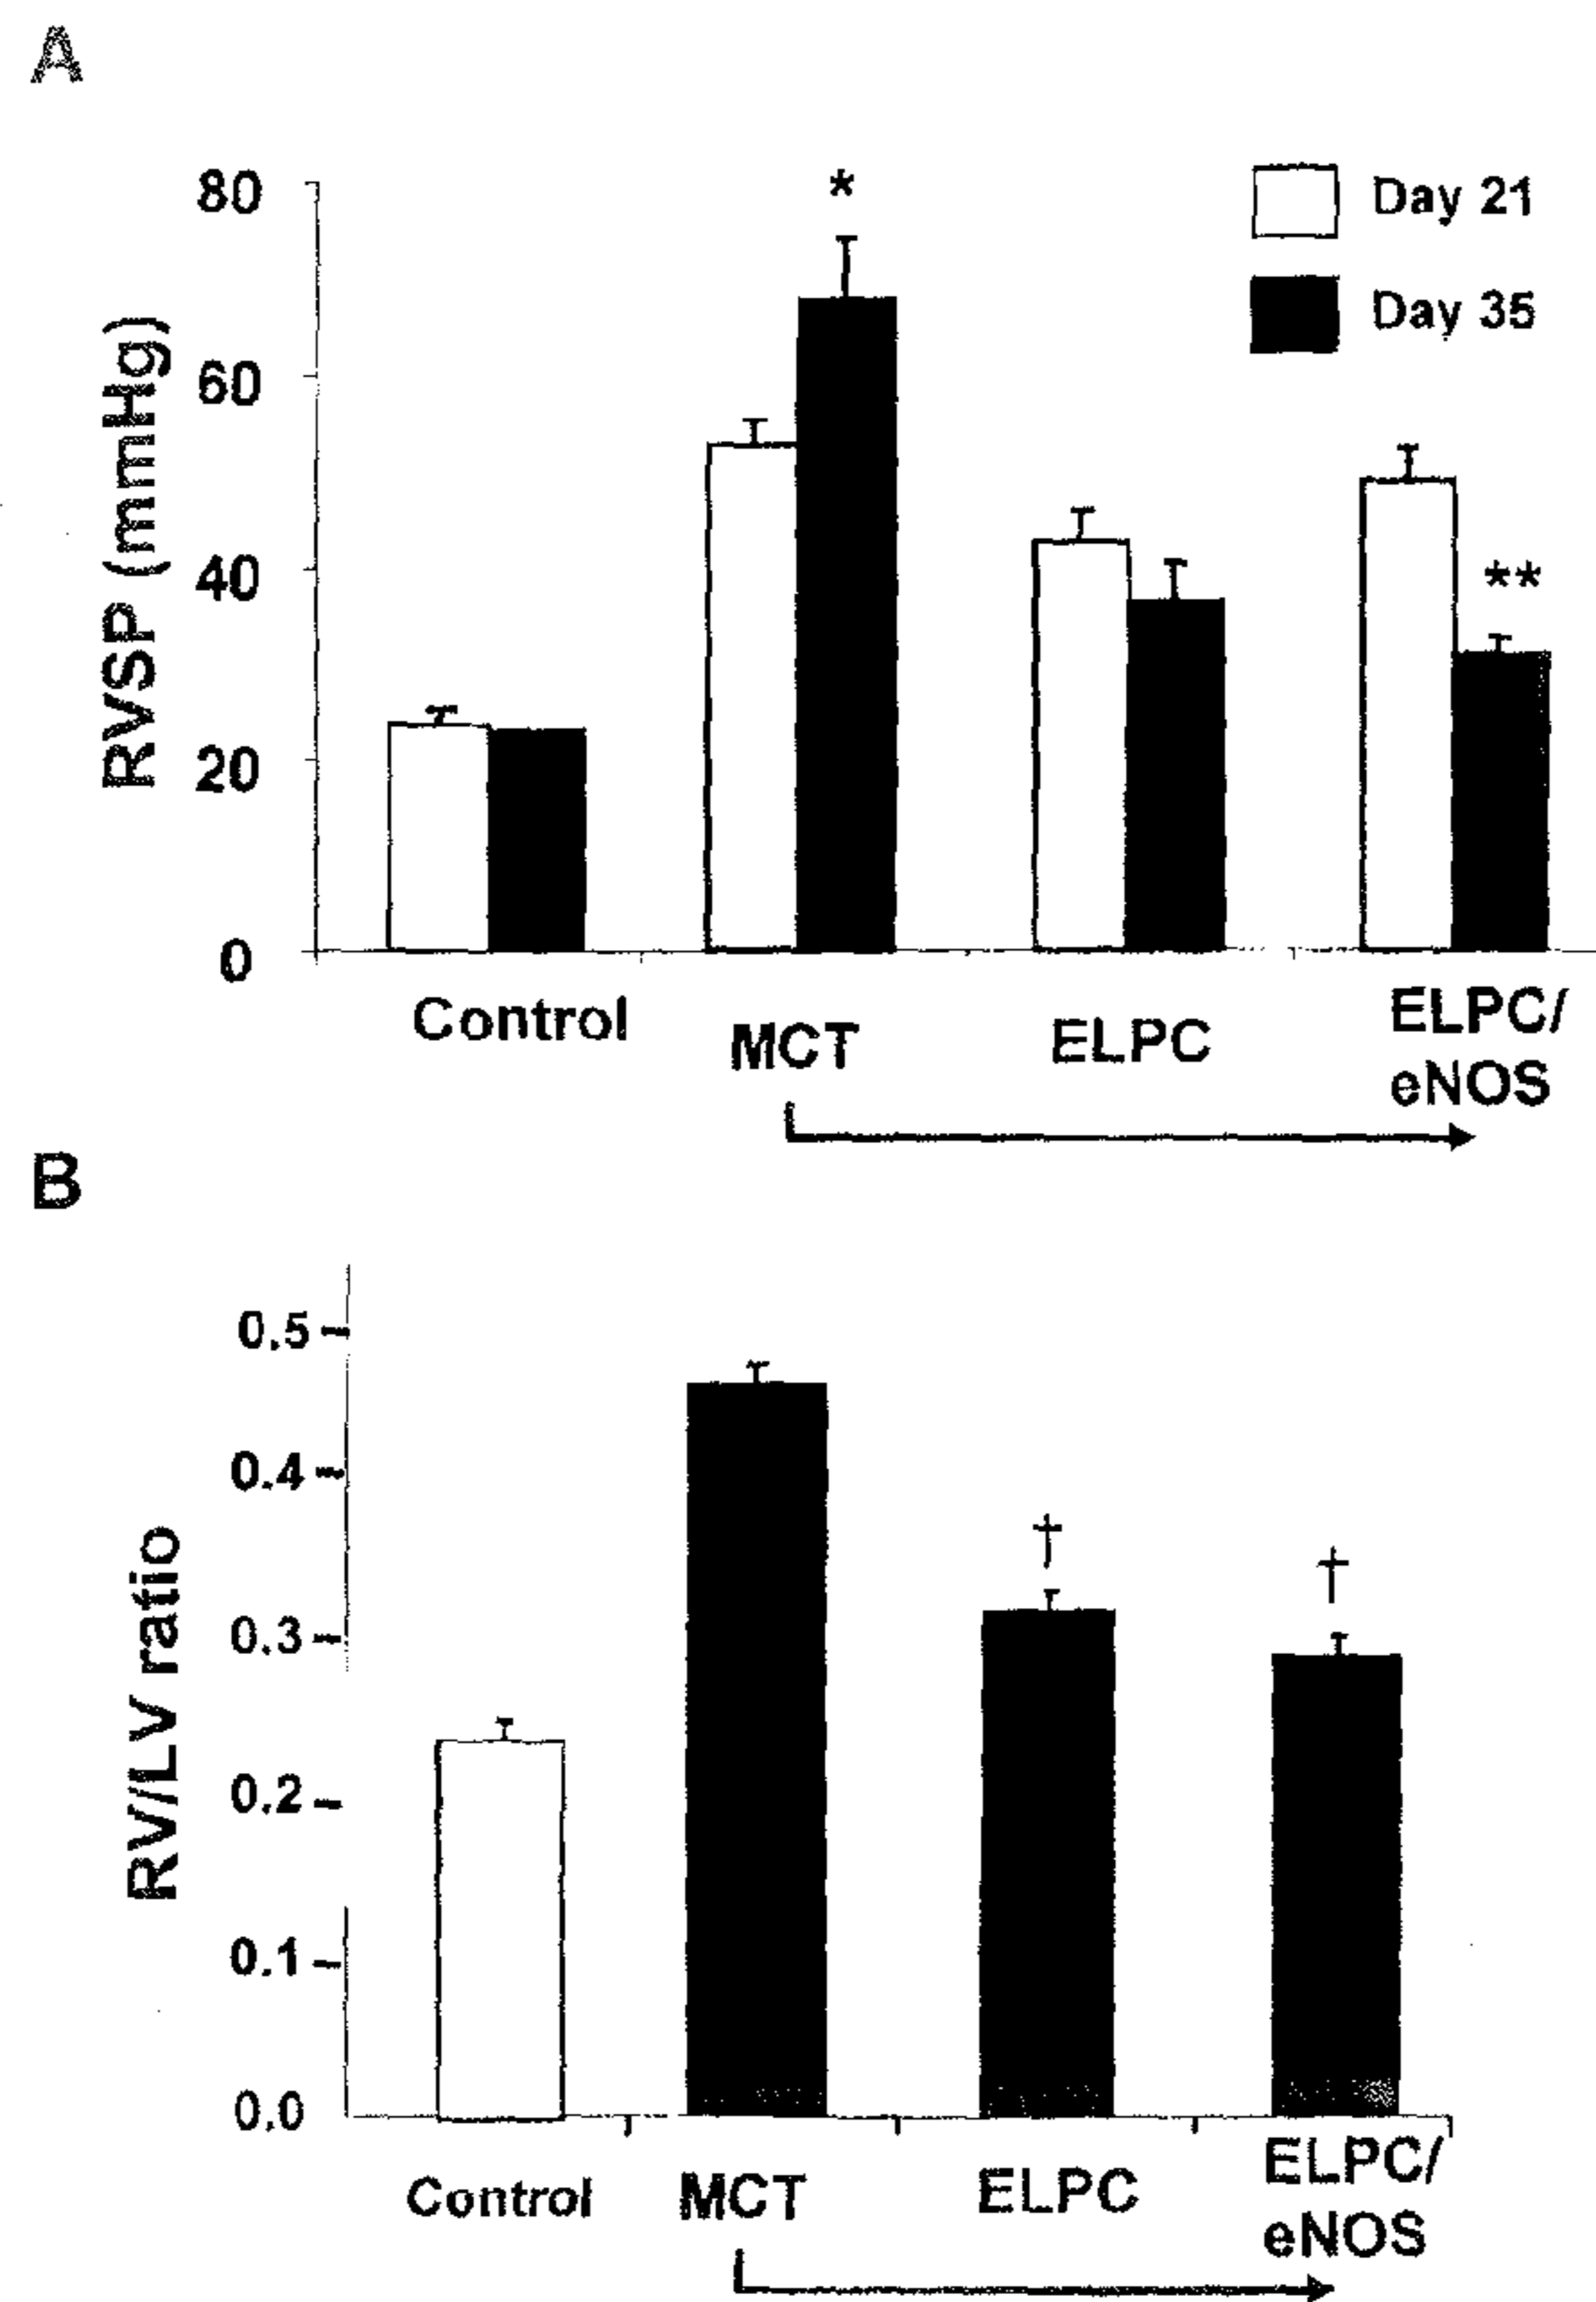 A
80
60
40
20
0
RVSP (mmHg)
*
**
Day 21
Day 35
Control
MCT
ELPC
ELPC/
eNOS
B
0.5
0.4
0.3
0.2
0.1
0.0
RV/LV ratio
†
†
Control
MCT
ELPC
ELPC/
eNOS